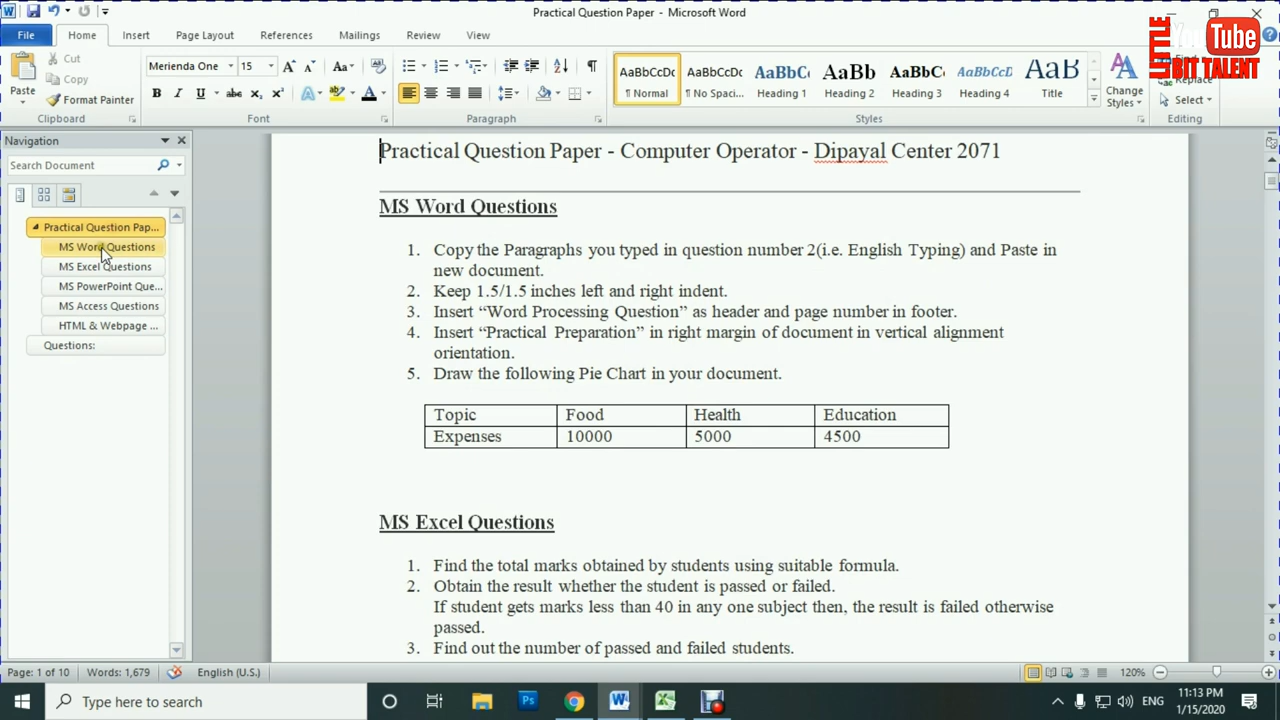 Practical Question Paper - Microsoft Word
File Home Insert Page Layout References Mailings Review View
LITTLE
YouTube
BIT TALENT
Paste
Cut
Copy
Format Painter
Clipboard
Merienda One 15
Font
Paragraph
AaBbCcDc AaBbCcDc AaBbC AaBb AaBbCc AaBbCc AaB
¶ Normal ¶ No Spaci... Heading 1 Heading 2 Heading 3 Heading 4 Title
Change Styles
Styles
Replace
Select
Editing
Navigation
Search Document
Practical Question Pap...
MS Word Questions
MS Excel Questions
MS PowerPoint Que...
MS Access Questions
HTML & Webpage ...
Questions:
Practical Question Paper - Computer Operator - Dipayal Center 2071
MS Word Questions
1. Copy the Paragraphs you typed in question number 2(i.e. English Typing) and Paste in
new document.
2. Keep 1.5/1.5 inches left and right indent.
3. Insert “Word Processing Question” as header and page number in footer.
4. Insert “Practical Preparation” in right margin of document in vertical alignment
orientation.
5. Draw the following Pie Chart in your document.
Topic Food Health Education
Expenses 10000 5000 4500
MS Excel Questions
1. Find the total marks obtained by students using suitable formula.
2. Obtain the result whether the student is passed or failed.
If student gets marks less than 40 in any one subject then, the result is failed otherwise
passed.
3. Find out the number of passed and failed students.
Page: 1 of 10 Words: 1,679 English (U.S.) 120%
Type here to search
ENG
11:13 PM
1/15/2020